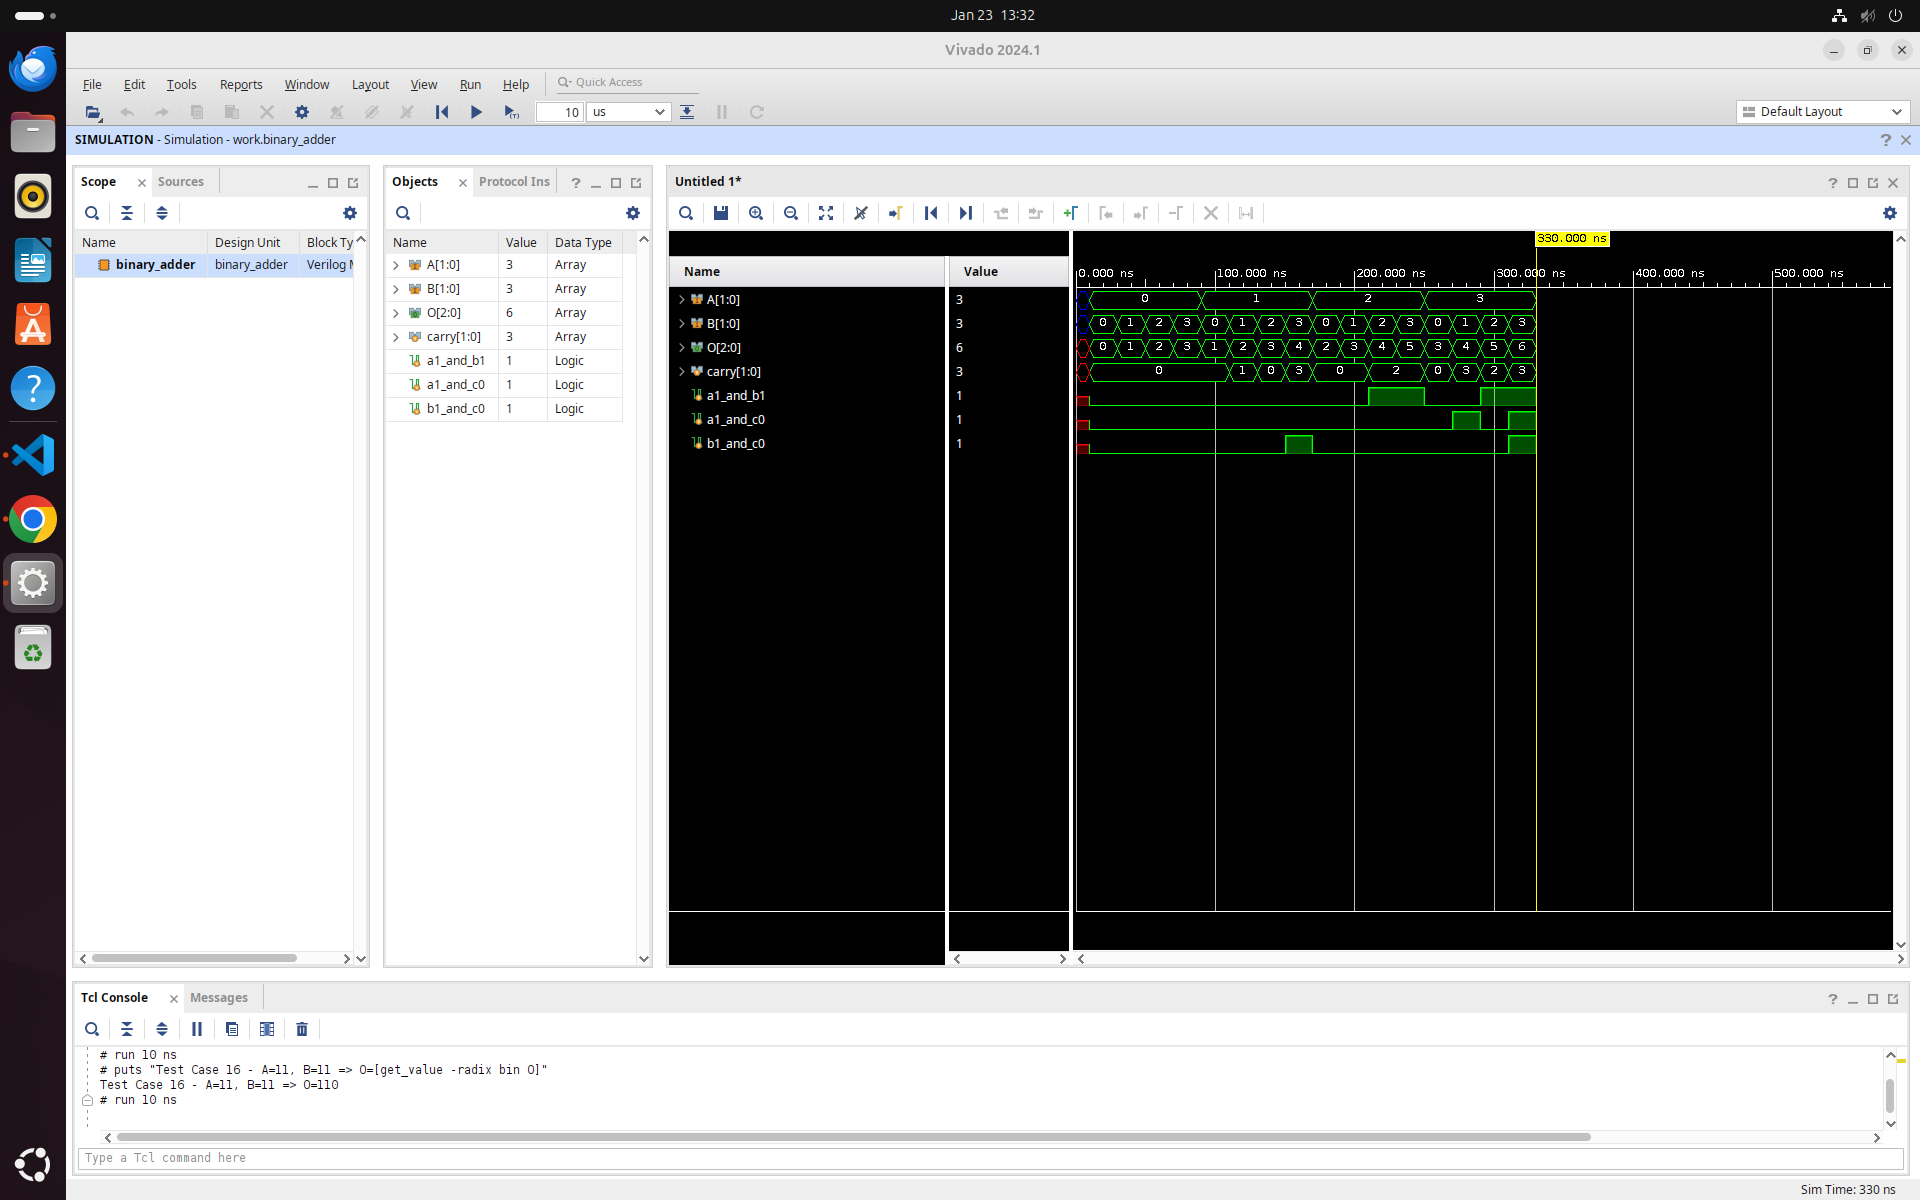 Jan 23 13:32
Vivado 2024.1
File Edit Tools Reports Window Layout View Run Help Quick Access
10 us Default Layout
SIMULATION - Simulation - work.binary_adder
Scope Sources
Name Design Unit Block Ty
binary_adder binary_adder Verilog
Objects Protocol Ins
Name Value Data Type
A[1:0] 3 Array
B[1:0] 3 Array
O[2:0] 6 Array
carry[1:0] 3 Array
a1_and_b1 1 Logic
a1_and_c0 1 Logic
b1_and_c0 1 Logic
Untitled 1*
330.000 ns
Name Value
0.000 ns 100.000 ns 200.000 ns 300.000 ns 400.000 ns 500.000 ns
A[1:0] 3 0 1 2 3
B[1:0] 3 0 1 2 3 0 1 2 3 0 1 2 3 0 1 2 3
O[2:0] 6 0 1 2 3 1 2 3 4 2 3 4 5 3 4 5 6
carry[1:0] 3 0 1 0 3 0 2 0 3 2 3
a1_and_b1 1
a1_and_c0 1
b1_and_c0 1
Tcl Console Messages
# run 10 ns
# puts "Test Case 16 - A=11, B=11 => O=[get_value -radix bin O]"
Test Case 16 - A=11, B=11 => O=110
# run 10 ns
Type a Tcl command here
Sim Time: 330 ns